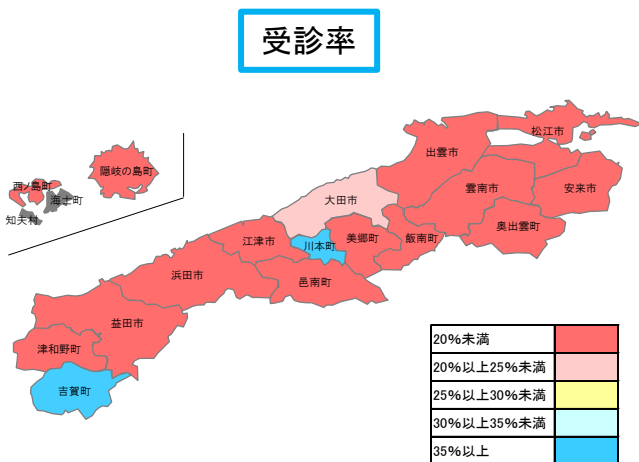 受診率
松江市
出雲市
隠岐の島町
西ノ島町
海士町
知夫村
雲南市
安来市
大田市
奥出雲町
飯南町
美郷町
川本町
江津市
邑南町
浜田市
益田市
津和野町
吉賀町
20%未満
20%以上25%未満
25%以上30%未満
30%以上35%未満
35%以上